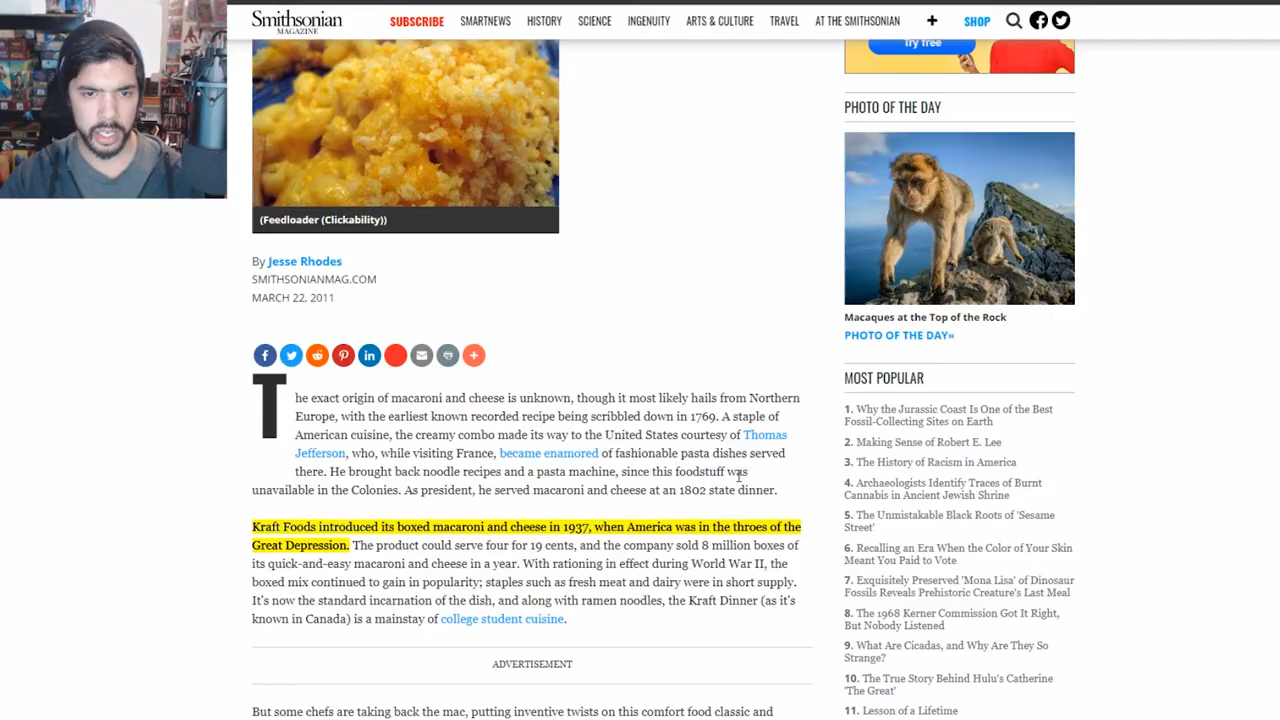 Smithsonian
MAGAZINE
SUBSCRIBE SMARTNEWS HISTORY SCIENCE INGENUITY ARTS & CULTURE TRAVEL AT THE SMITHSONIAN + SHOP
Try free
(Feedloader (Clickability))
By Jesse Rhodes
SMITHSONIANMAG.COM
MARCH 22, 2011
The exact origin of macaroni and cheese is unknown, though it most likely hails from Northern
Europe, with the earliest known recorded recipe being scribbled down in 1769. A staple of
American cuisine, the creamy combo made its way to the United States courtesy of Thomas
Jefferson, who, while visiting France, became enamored of fashionable pasta dishes served
there. He brought back noodle recipes and a pasta machine, since this foodstuff was
unavailable in the Colonies. As president, he served macaroni and cheese at an 1802 state dinner.
Kraft Foods introduced its boxed macaroni and cheese in 1937, when America was in the throes of the
Great Depression. The product could serve four for 19 cents, and the company sold 8 million boxes of
its quick-and-easy macaroni and cheese in a year. With rationing in effect during World War II, the
boxed mix continued to gain in popularity; staples such as fresh meat and dairy were in short supply.
It's now the standard incarnation of the dish, and along with ramen noodles, the Kraft Dinner (as it's
known in Canada) is a mainstay of college student cuisine.
ADVERTISEMENT
But some chefs are taking back the mac, putting inventive twists on this comfort food classic and
PHOTO OF THE DAY
Macaques at the Top of the Rock
PHOTO OF THE DAY»
MOST POPULAR
1. Why the Jurassic Coast Is One of the Best
Fossil-Collecting Sites on Earth
2. Making Sense of Robert E. Lee
3. The History of Racism in America
4. Archaeologists Identify Traces of Burnt
Cannabis in Ancient Jewish Shrine
5. The Unmistakable Black Roots of 'Sesame
Street'
6. Recalling an Era When the Color of Your Skin
Meant You Paid to Vote
7. Exquisitely Preserved 'Mona Lisa' of Dinosaur
Fossils Reveals Prehistoric Creature's Last Meal
8. The 1968 Kerner Commission Got It Right,
But Nobody Listened
9. What Are Cicadas, and Why Are They So
Strange?
10. The True Story Behind Hulu's Catherine
'The Great'
11. Lesson of a Lifetime